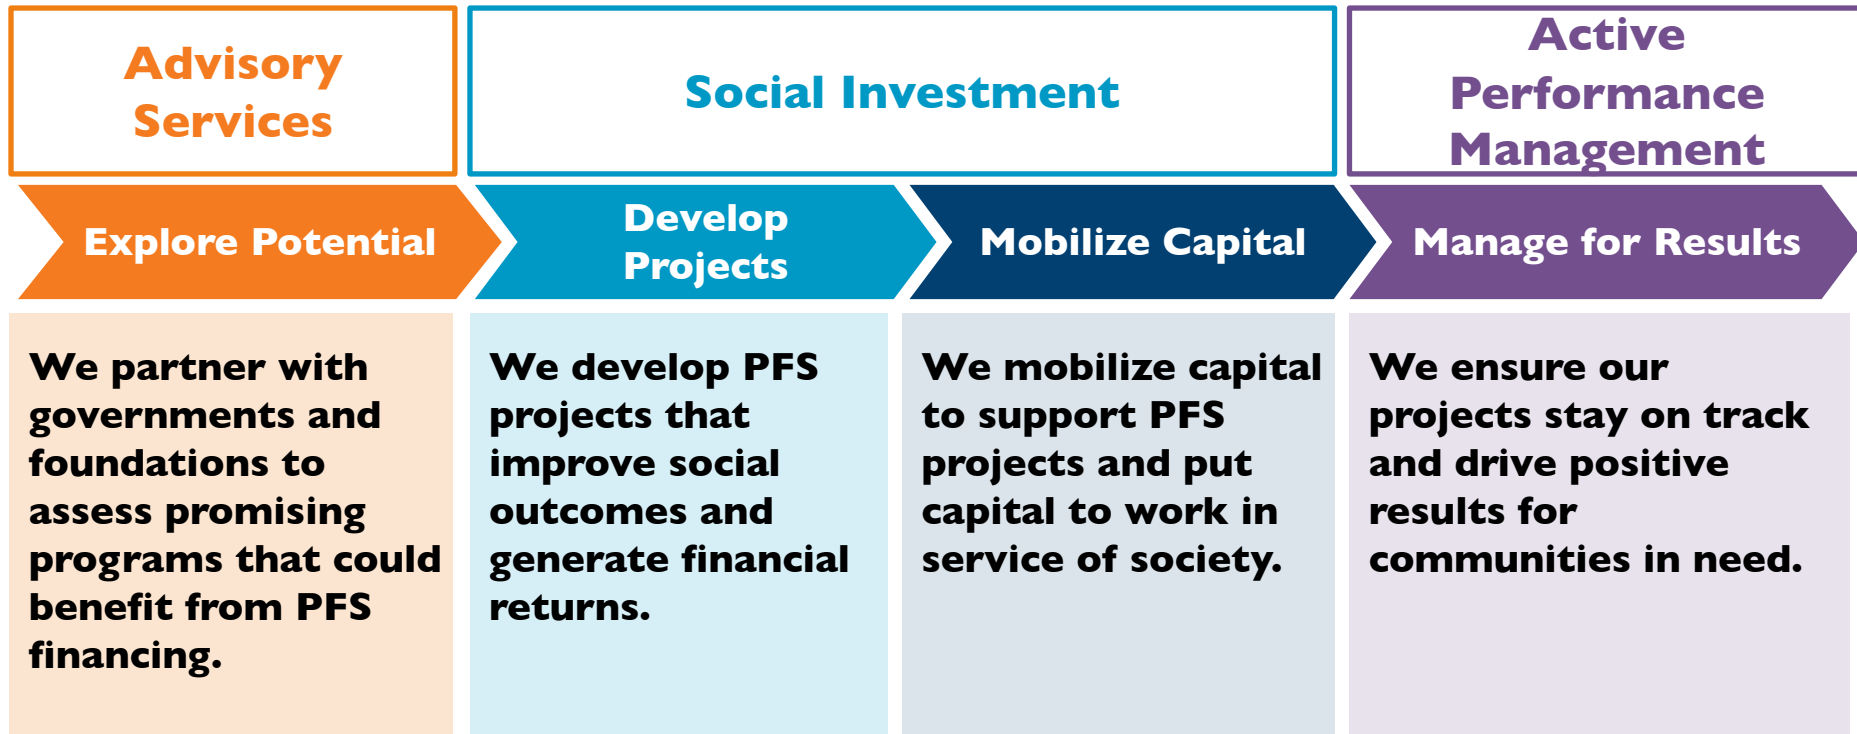 Advisory
Services
Social Investment
Active
Performance
Management
Explore Potential
Develop
Projects
Mobilize Capital
Manage for Results
We partner with
governments and
foundations to
assess promising
programs that could
benefit from PFS
financing.
We develop PFS
projects that
improve social
outcomes and
generate financial
returns.
We mobilize capital
to support PFS
projects and put
capital to work in
service of society.
We ensure our
projects stay on track
and drive positive
results for
communities in need.